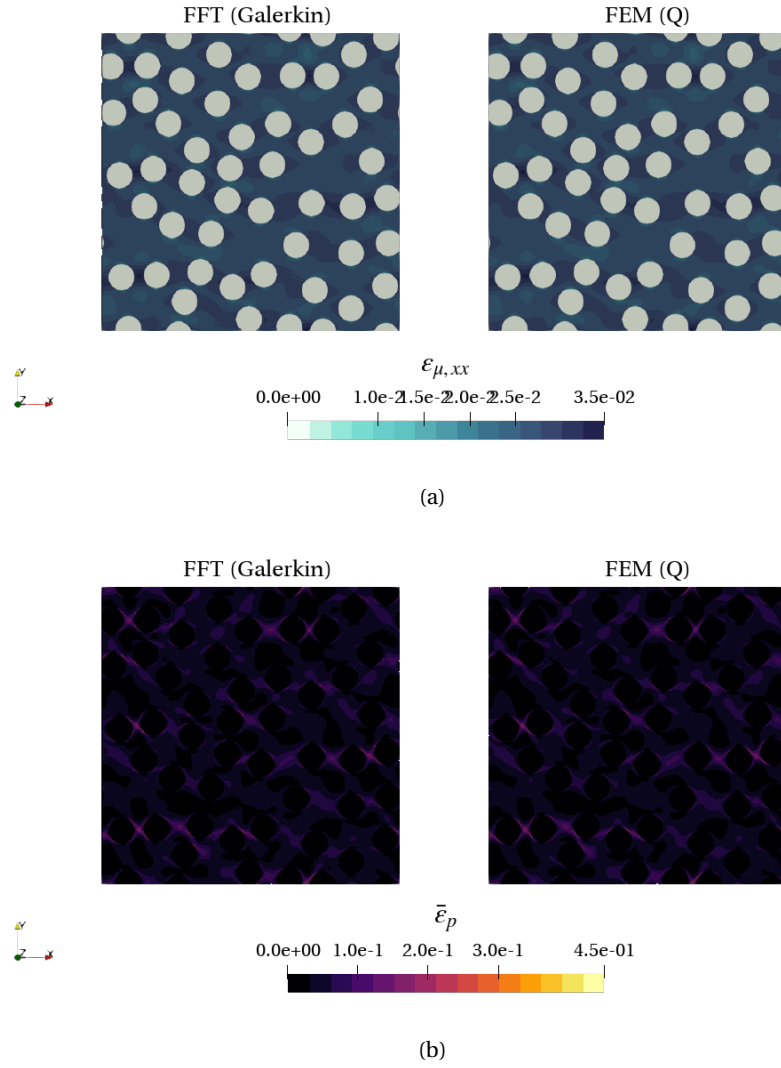 FFT (Galerkin) FEM (Q)
Y
Z X
ε_{μ,xx}
0.0e+00 1.0e-2 1.5e-2 2.0e-2 2.5e-2 3.5e-02
(a)
FFT (Galerkin) FEM (Q)
Y
Z X
ε̄_p
0.0e+00 1.0e-1 2.0e-1 3.0e-1 4.5e-01
(b)